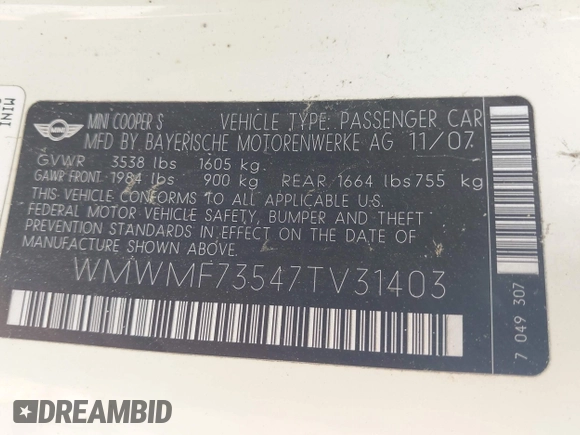 MINI
MINI
MINI COOPER S VEHICLE TYPE: PASSENGER CAR
MFD BY BAYERISCHE MOTORENWERKE AG 11/07
GVWR 3538 lbs 1605 kg
GAWR FRONT: 1984 lbs 900 kg REAR 1664 lbs 755 kg
THIS VEHICLE CONFORMS TO ALL APPLICABLE U.S.
FEDERAL MOTOR VEHICLE SAFETY, BUMPER AND THEFT
PREVENTION STANDARDS IN EFFECT ON THE DATE OF
MANUFACTURE SHOWN ABOVE.
WMWMF73547TV31403
7 049 307
DREAMBID